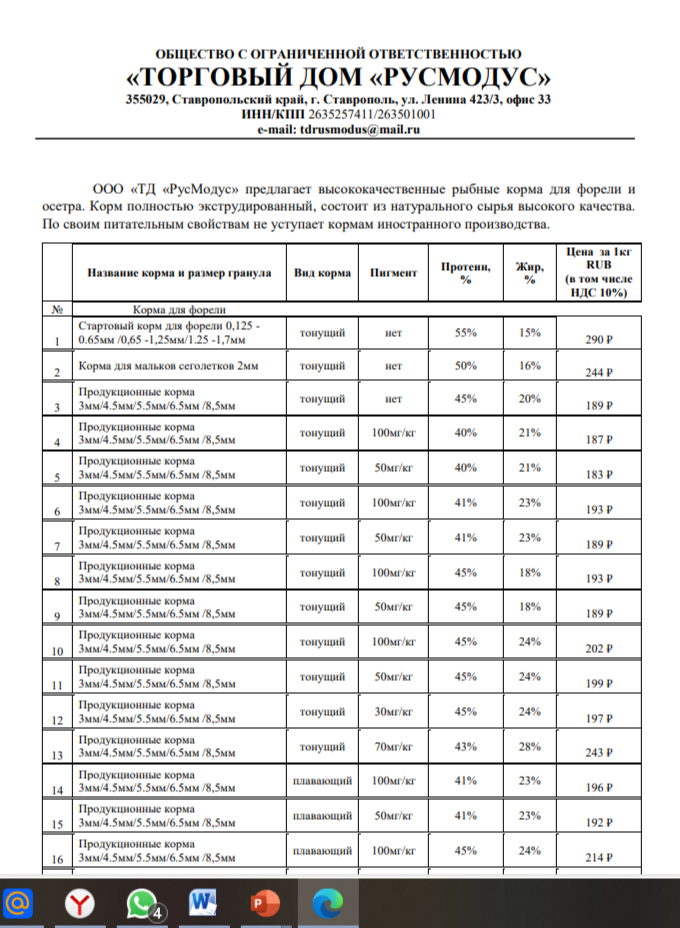 ОБЩЕСТВО С ОГРАНИЧЕННОЙ ОТВЕТСТВЕННОСТЬЮ
«ТОРГОВЫЙ ДОМ «РУСМОДУС»
355029, Ставропольский край, г. Ставрополь, ул. Ленина 423/3, офис 33
ИНН/КПП 2635257411/263501001
e-mail: tdrusmodus@mail.ru
ООО «ТД «РусМодус» предлагает высококачественные рыбные корма для форели и
осетра. Корм полностью экструдированный, состоит из натурального сырья высокого качества.
По своим питательным свойствам не уступает кормам иностранного производства.
Название корма и размер гранула Вид корма Пигмент Протеин, % Жир, % Цена за 1кг RUB (в том числе НДС 10%)
№ Корма для форели
1 Стартовый корм для форели 0,125 -
0.65мм /0,65 -1,25мм/1.25 -1,7мм тонущий нет 55% 15% 290 ₽
2 Корма для мальков сеголетков 2мм тонущий нет 50% 16% 244 ₽
3 Продукционные корма
3мм/4.5мм/5.5мм/6.5мм /8,5мм тонущий нет 45% 20% 189 ₽
4 Продукционные корма
3мм/4.5мм/5.5мм/6.5мм /8,5мм тонущий 100мг/кг 40% 21% 187 ₽
5 Продукционные корма
3мм/4.5мм/5.5мм/6.5мм /8,5мм тонущий 50мг/кг 40% 21% 183 ₽
6 Продукционные корма
3мм/4.5мм/5.5мм/6.5мм /8,5мм тонущий 100мг/кг 41% 23% 193 ₽
7 Продукционные корма
3мм/4.5мм/5.5мм/6.5мм /8,5мм тонущий 50мг/кг 41% 23% 189 ₽
8 Продукционные корма
3мм/4.5мм/5.5мм/6.5мм /8,5мм тонущий 100мг/кг 45% 18% 193 ₽
9 Продукционные корма
3мм/4.5мм/5.5мм/6.5мм /8,5мм тонущий 50мг/кг 45% 18% 189 ₽
10 Продукционные корма
3мм/4.5мм/5.5мм/6.5мм /8,5мм тонущий 100мг/кг 45% 24% 202 ₽
11 Продукционные корма
3мм/4.5мм/5.5мм/6.5мм /8,5мм тонущий 50мг/кг 45% 24% 199 ₽
12 Продукционные корма
3мм/4.5мм/5.5мм/6.5мм /8,5мм тонущий 30мг/кг 45% 24% 197 ₽
13 Продукционные корма
3мм/4.5мм/5.5мм/6.5мм /8,5мм тонущий 70мг/кг 43% 28% 243 ₽
14 Продукционные корма
3мм/4.5мм/5.5мм/6.5мм /8,5мм плавающий 100мг/кг 41% 23% 196 ₽
15 Продукционные корма
3мм/4.5мм/5.5мм/6.5мм /8,5мм плавающий 50мг/кг 41% 23% 192 ₽
16 Продукционные корма
3мм/4.5мм/5.5мм/6.5мм /8,5мм плавающий 100мг/кг 45% 24% 214 ₽
@ Y 4 W P